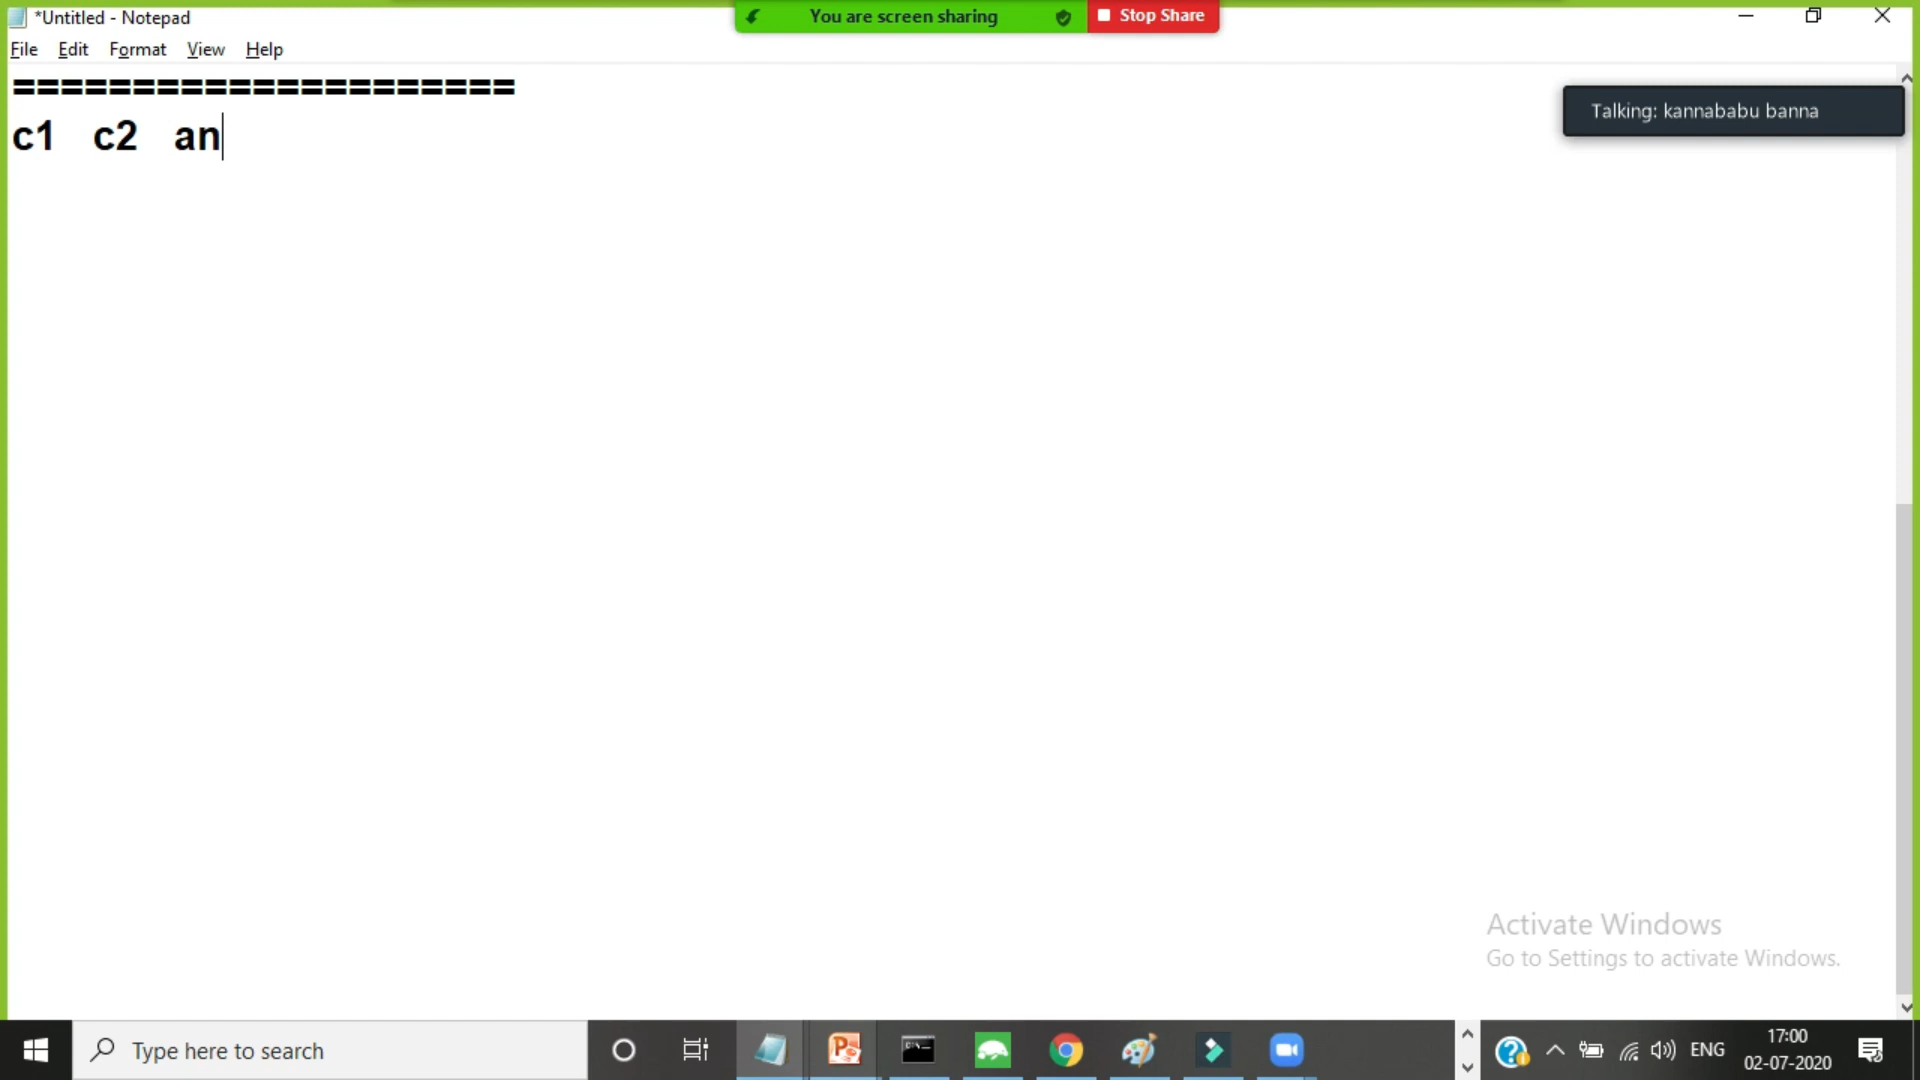 *Untitled - Notepad
You are screen sharing
Stop Share
File Edit Format View Help
=====================
Talking: kannababu banna
c1 c2 an
Activate Windows
Go to Settings to activate Windows.
Type here to search
ENG
17:00
02-07-2020